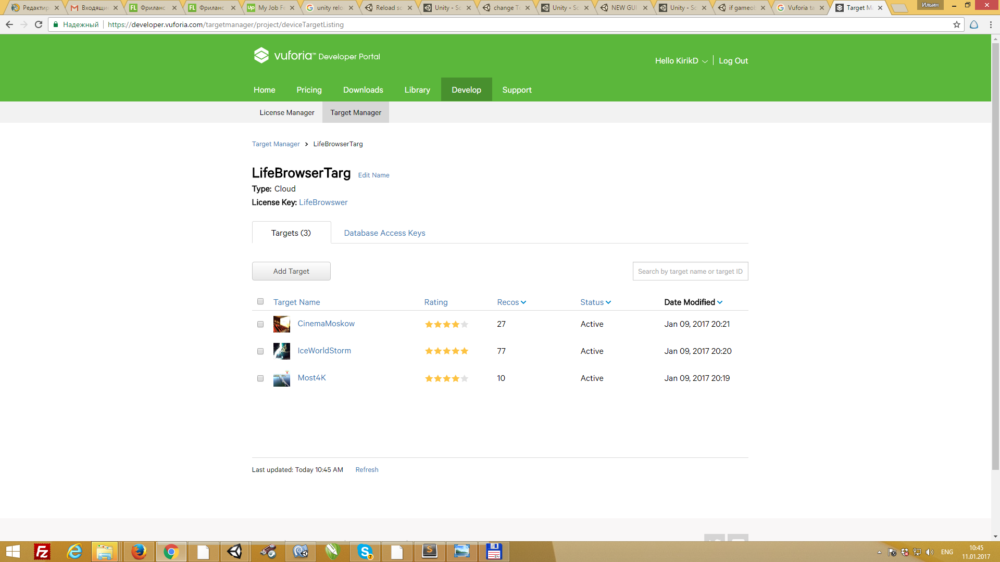 Редактир
Входящи
Фриланс
Фриланс
My Job Fe
unity relo
Reload sc
Unity - Sc
change T
Unity - Sc
NEW GUI
Unity - Sc
if gameob
Vuforia ta
Target Ma
Ильин
Надежный
https://developer.vuforia.com/targetmanager/project/deviceTargetListing
vuforia™ Developer Portal
Hello KirikD
Log Out
Home
Pricing
Downloads
Library
Develop
Support
License Manager
Target Manager
Target Manager > LifeBrowserTarg
LifeBrowserTarg Edit Name
Type: Cloud
License Key: LifeBrowswer
Targets (3)
Database Access Keys
Add Target
Search by target name or target ID
Target Name Rating Recos Status Date Modified
CinemaMoskow 27 Active Jan 09, 2017 20:21
IceWorldStorm 77 Active Jan 09, 2017 20:20
Most4K 10 Active Jan 09, 2017 20:19
Last updated: Today 10:45 AM Refresh
ENG
10:45
11.01.2017